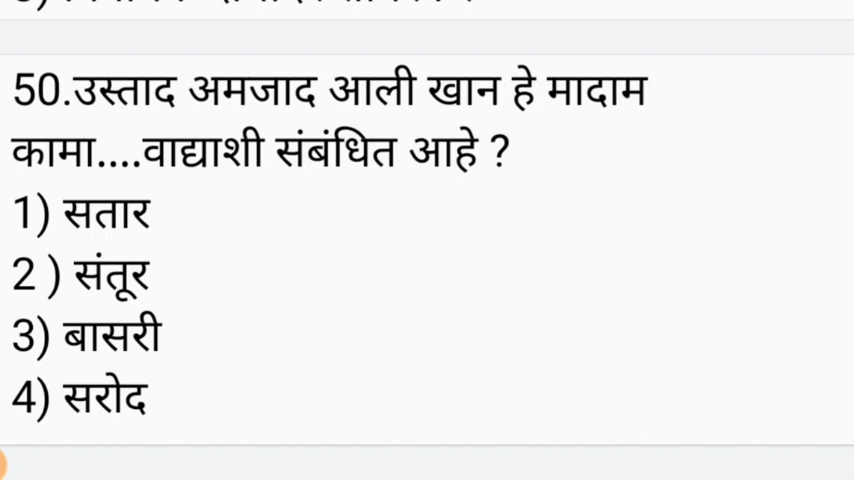 50.उस्ताद अमजाद आली खान हे मादाम
कामा....वाद्याशी संबंधित आहे ?
1) सतार
2 ) संतूर
3) बासरी
4) सरोद